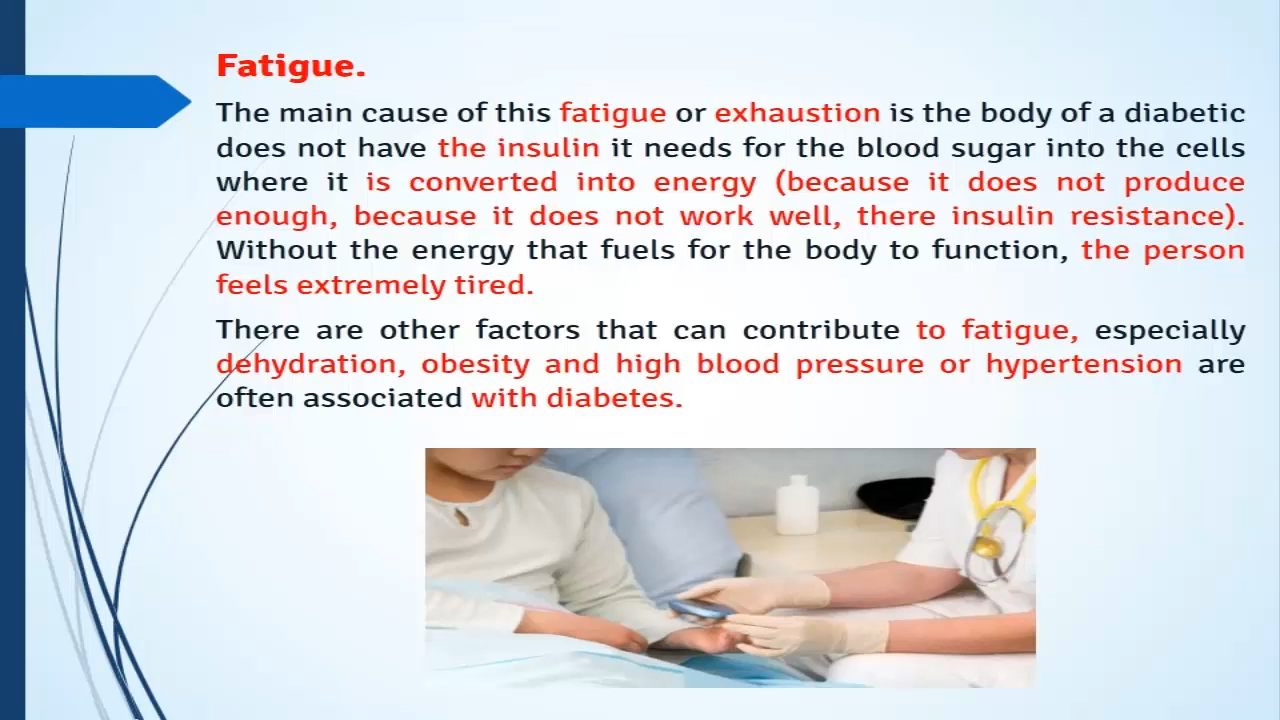 Fatigue.
The main cause of this fatigue or exhaustion is the body of a diabetic
does not have the insulin it needs for the blood sugar into the cells
where it is converted into energy (because it does not produce
enough, because it does not work well, there insulin resistance).
Without the energy that fuels for the body to function, the person
feels extremely tired.
There are other factors that can contribute to fatigue, especially
dehydration, obesity and high blood pressure or hypertension are
often associated with diabetes.